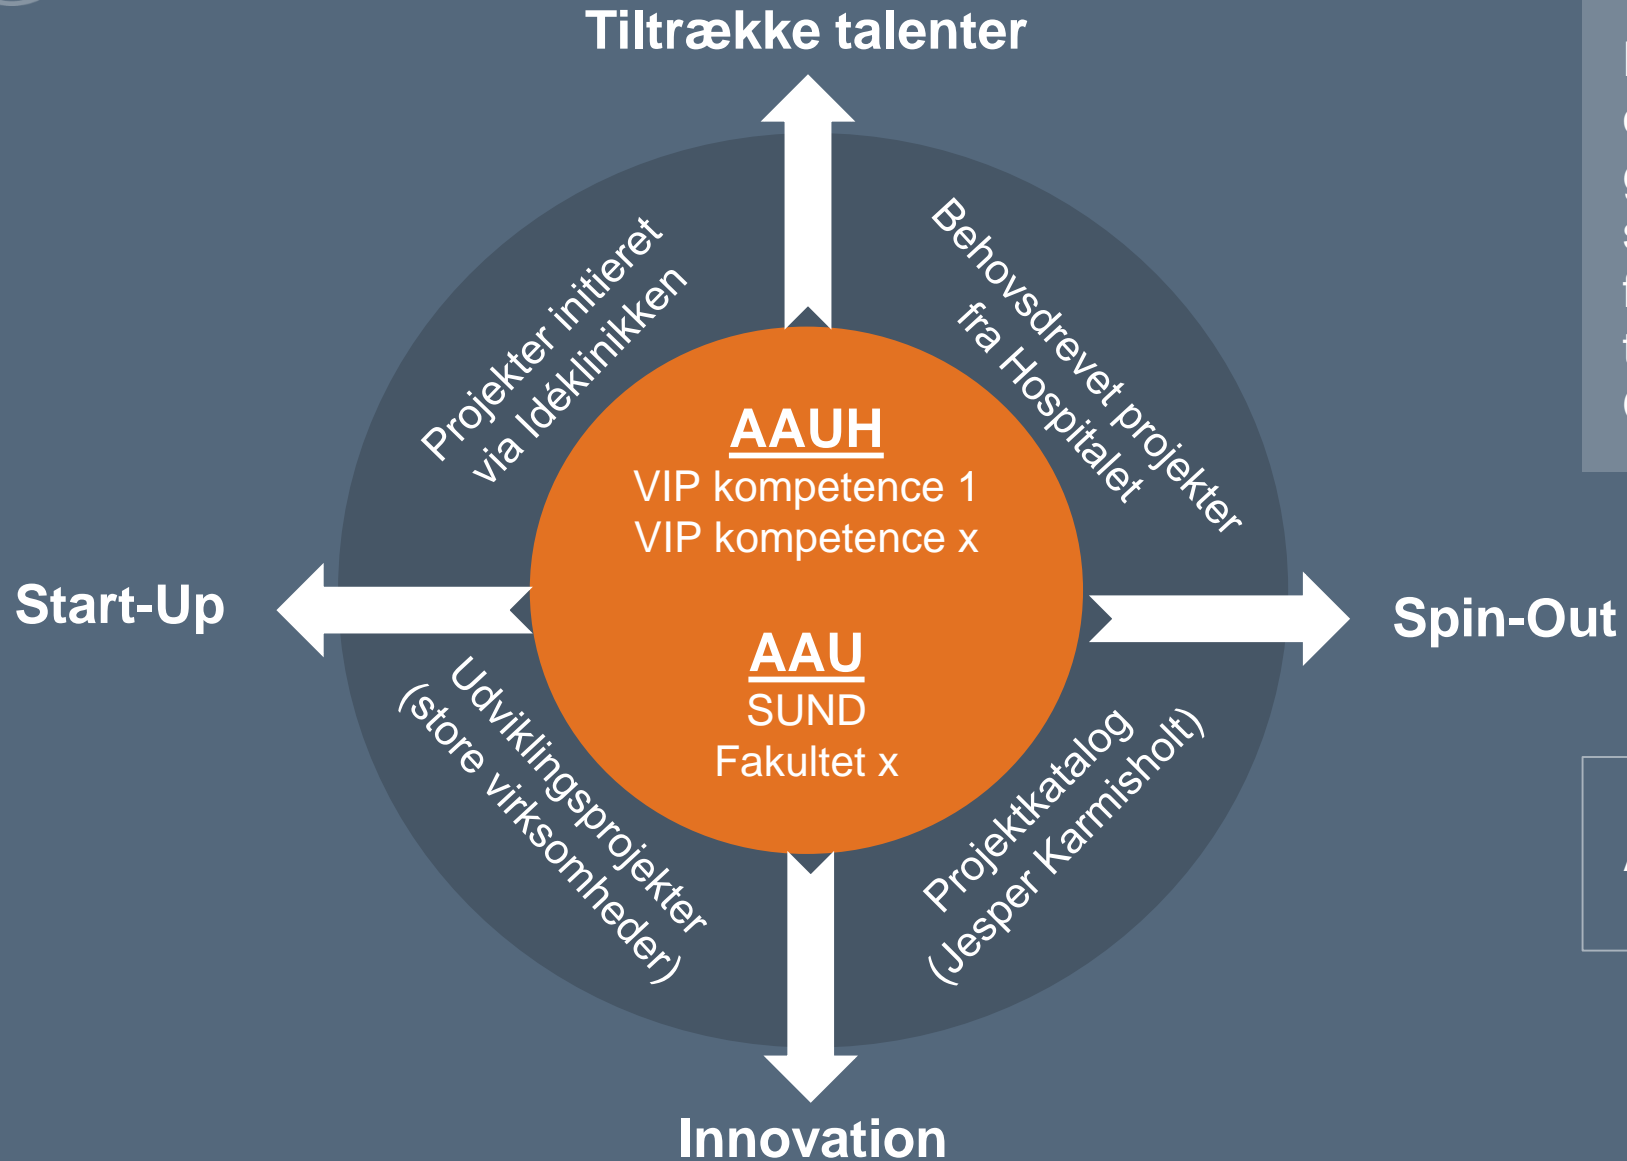 Tiltrække talenter
Projekter initieret
via Idéklinikken
Behovsdrevet projekter
fra Hospitalet
AAUH
VIP kompetence 1
VIP kompetence x
Start-Up
Spin-Out
AAU
SUND
Fakultet x
Udviklingsprojekter
(store virksomheder)
Projektkatalog
(Jesper Karmisholt)
Innovation